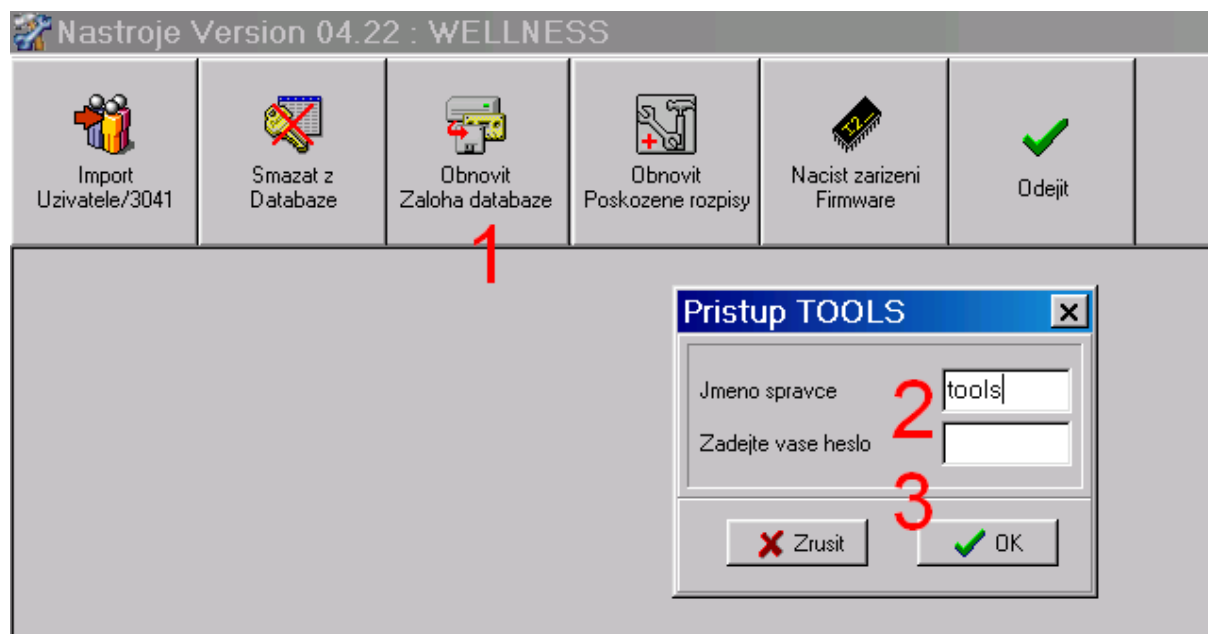 Nastroje Version 04.22 : WELLNESS
Import
Uzivatele/3041
Smazat z
Databaze
Obnovit
Zaloha databaze
Obnovit
Poskozene rozpisy
I2
Nacist zarizeni
Firmware
Odejit
1
Pristup TOOLS
Jmeno spravce
2
tools
Zadejte vase heslo
3
Zrusit
OK